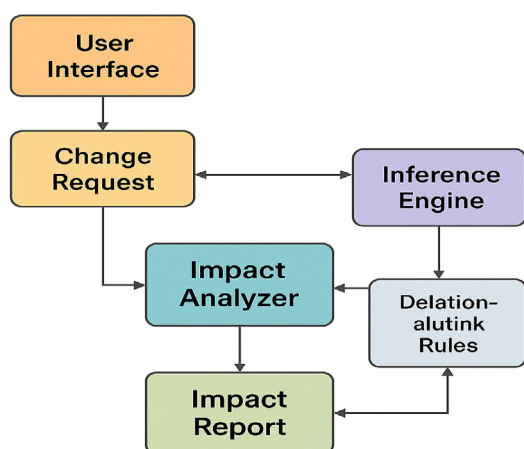 User
Interface
Change
Request
Inference
Engine
Impact
Analyzer
Delation-
alutink
Rules
Impact
Report